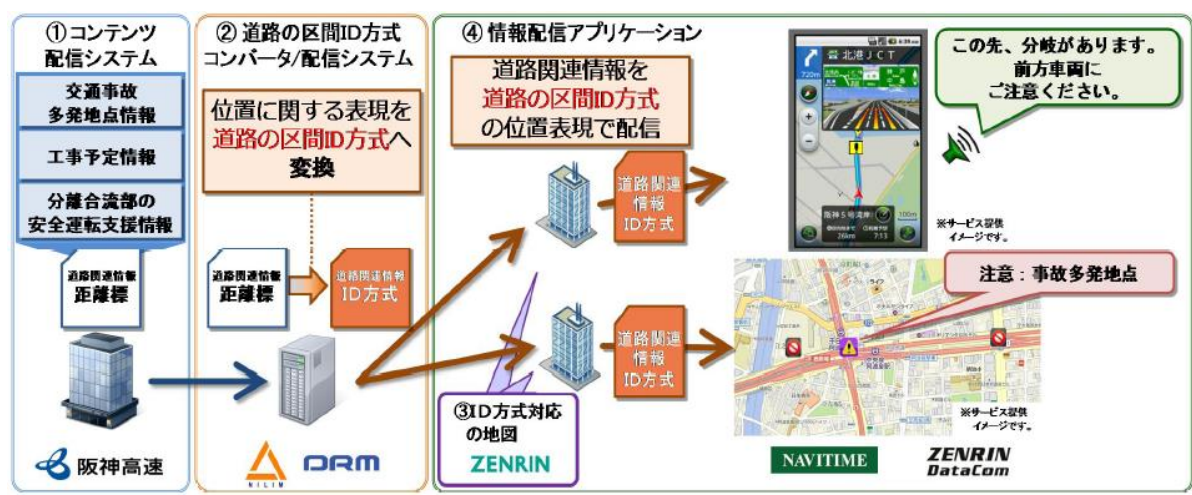 ① コンテンツ
配信システム
交通事故
多発地点情報
工事予定情報
分離合流部の
安全運転支援情報
道路関連情報
距離標
阪神高速
② 道路の区間ID方式
コンバータ/配信システム
位置に関する表現を
道路の区間ID方式へ
変換
道路関連情報
距離標
道路関連情報
ID方式
NILIM
DRM
④ 情報配信アプリケーション
道路関連情報を
道路の区間ID方式
の位置表現で配信
道路関連
情報
ID方式
道路関連
情報
ID方式
③ID方式対応
の地図
ZENRIN
北港JCT
720m
100m
26km
7:13
この先、分岐があります。
前方車両に
ご注意ください。
※サービス提供
イメージです。
注意：事故多発地点
※サービス提供
イメージです。
NAVITIME
ZENRIN
DataCom